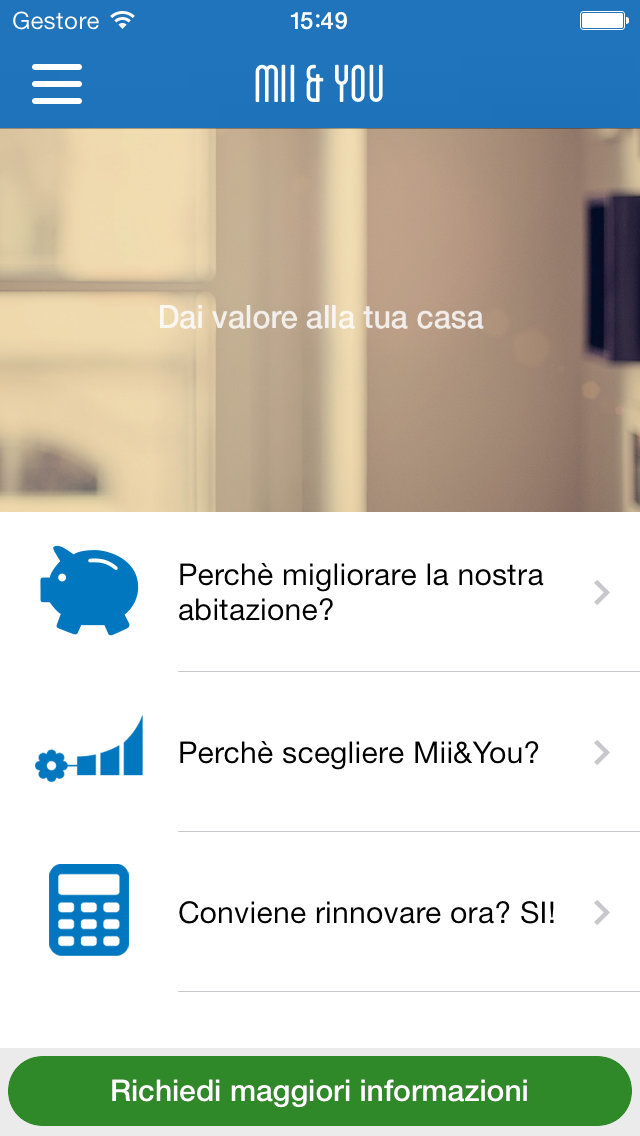 Gestore 15:49
MII & YOU
Dai valore alla tua casa
Perchè migliorare la nostra
abitazione?
Perchè scegliere Mii&You?
Conviene rinnovare ora? SI!
Richiedi maggiori informazioni